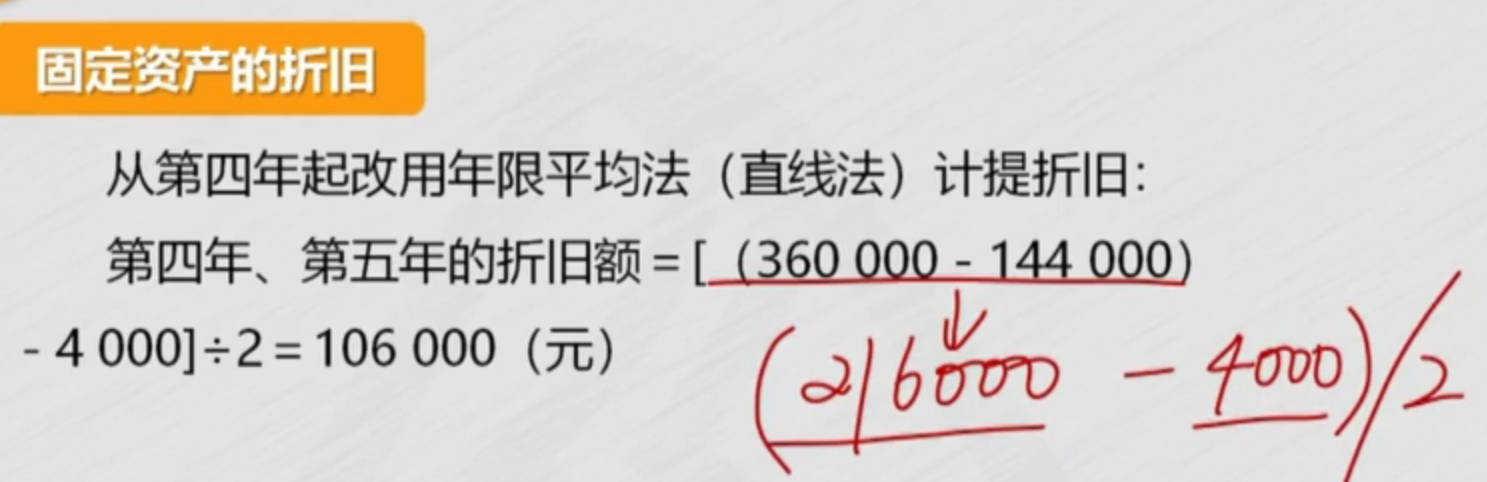 固定资产的折旧
从第四年起改用年限平均法（直线法）计提折旧：
第四年、第五年的折旧额 = [（360 000 - 144 000）
- 4 000] ÷ 2 = 106 000（元）
(216000 - 4000)/2